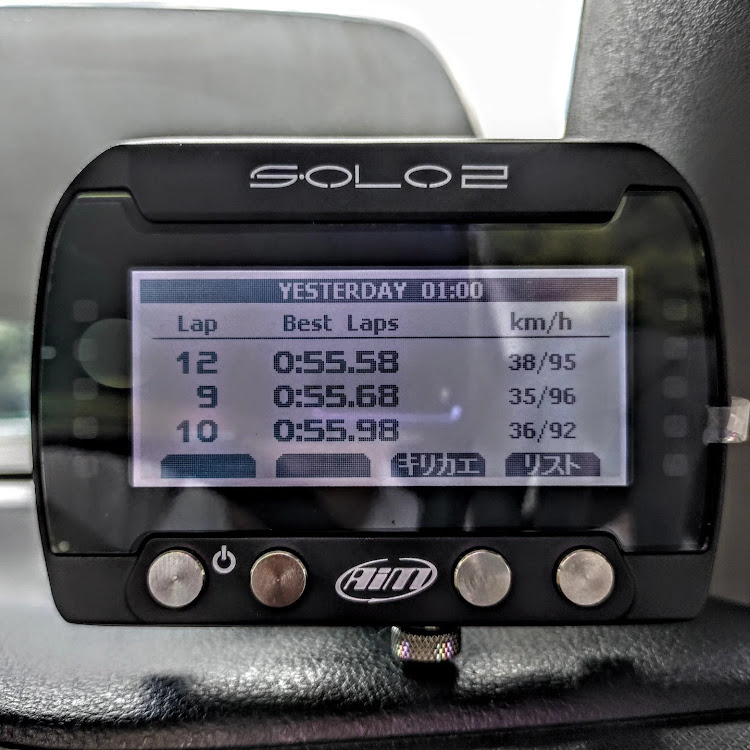 SOLO2
YESTERDAY 01:00
Lap Best Laps km/h
12 0:55.58 38/95
9 0:55.68 35/96
10 0:55.98 36/92
キリカエ リスト
AiM